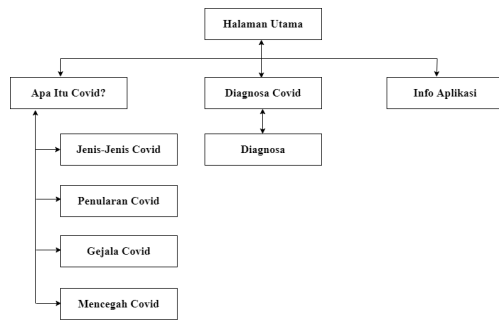 Halaman Utama
Apa Itu Covid?
Diagnosa Covid
Info Aplikasi
Jenis-Jenis Covid
Diagnosa
Penularan Covid
Gejala Covid
Mencegah Covid